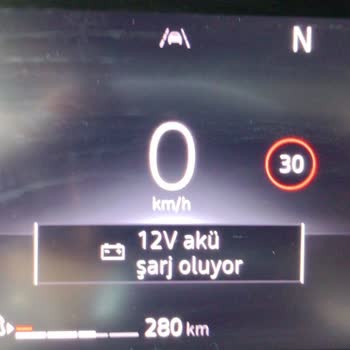 N
0
30
km/h
12V akü
şarj oluyor
280 km